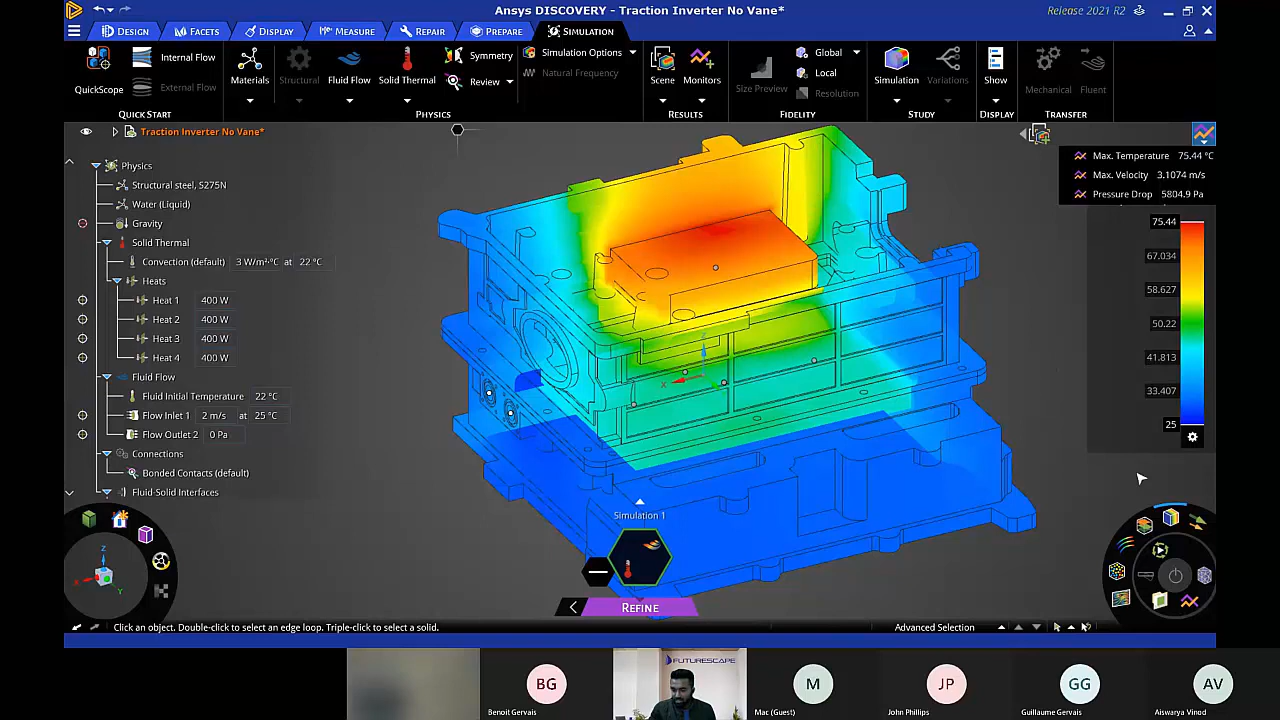 Ansys DISCOVERY - Traction Inverter No Vane*
Release 2021 R2
DESIGN
FACETS
DISPLAY
MEASURE
REPAIR
PREPARE
SIMULATION
QuickScope
Internal Flow
External Flow
QUICK START
Materials
Structural
Fluid Flow
Solid Thermal
Symmetry
Review
Simulation Options
Natural Frequency
PHYSICS
Scene
Monitors
RESULTS
Size Preview
Global
Local
Resolution
FIDELITY
Simulation
Variations
STUDY
Show
DISPLAY
Mechanical
Fluent
TRANSFER
Traction Inverter No Vane*
Physics
Structural steel, S275N
Water (Liquid)
Gravity
Solid Thermal
Convection (default) 3 W/m²·°C at 22 °C
Heats
Heat 1 400 W
Heat 2 400 W
Heat 3 400 W
Heat 4 400 W
Fluid Flow
Fluid Initial Temperature 22 °C
Flow Inlet 1 2 m/s at 25 °C
Flow Outlet 2 0 Pa
Connections
Bonded Contacts (default)
Fluid-Solid Interfaces
Max. Temperature 75.44 °C
Max. Velocity 3.1074 m/s
Pressure Drop 5804.9 Pa
75.44
67.034
58.627
50.22
41.813
33.407
25
Z
X
Z
X
Y
Simulation 1
REFINE
Click an object. Double-click to select an edge loop. Triple-click to select a solid.
Advanced Selection
FUTURESCAPE
BG
M
JP
GG
AV
Benoit Gervais
Mac (Guest)
John Phillips
Guillaume Gervais
Aiswarya Vinod